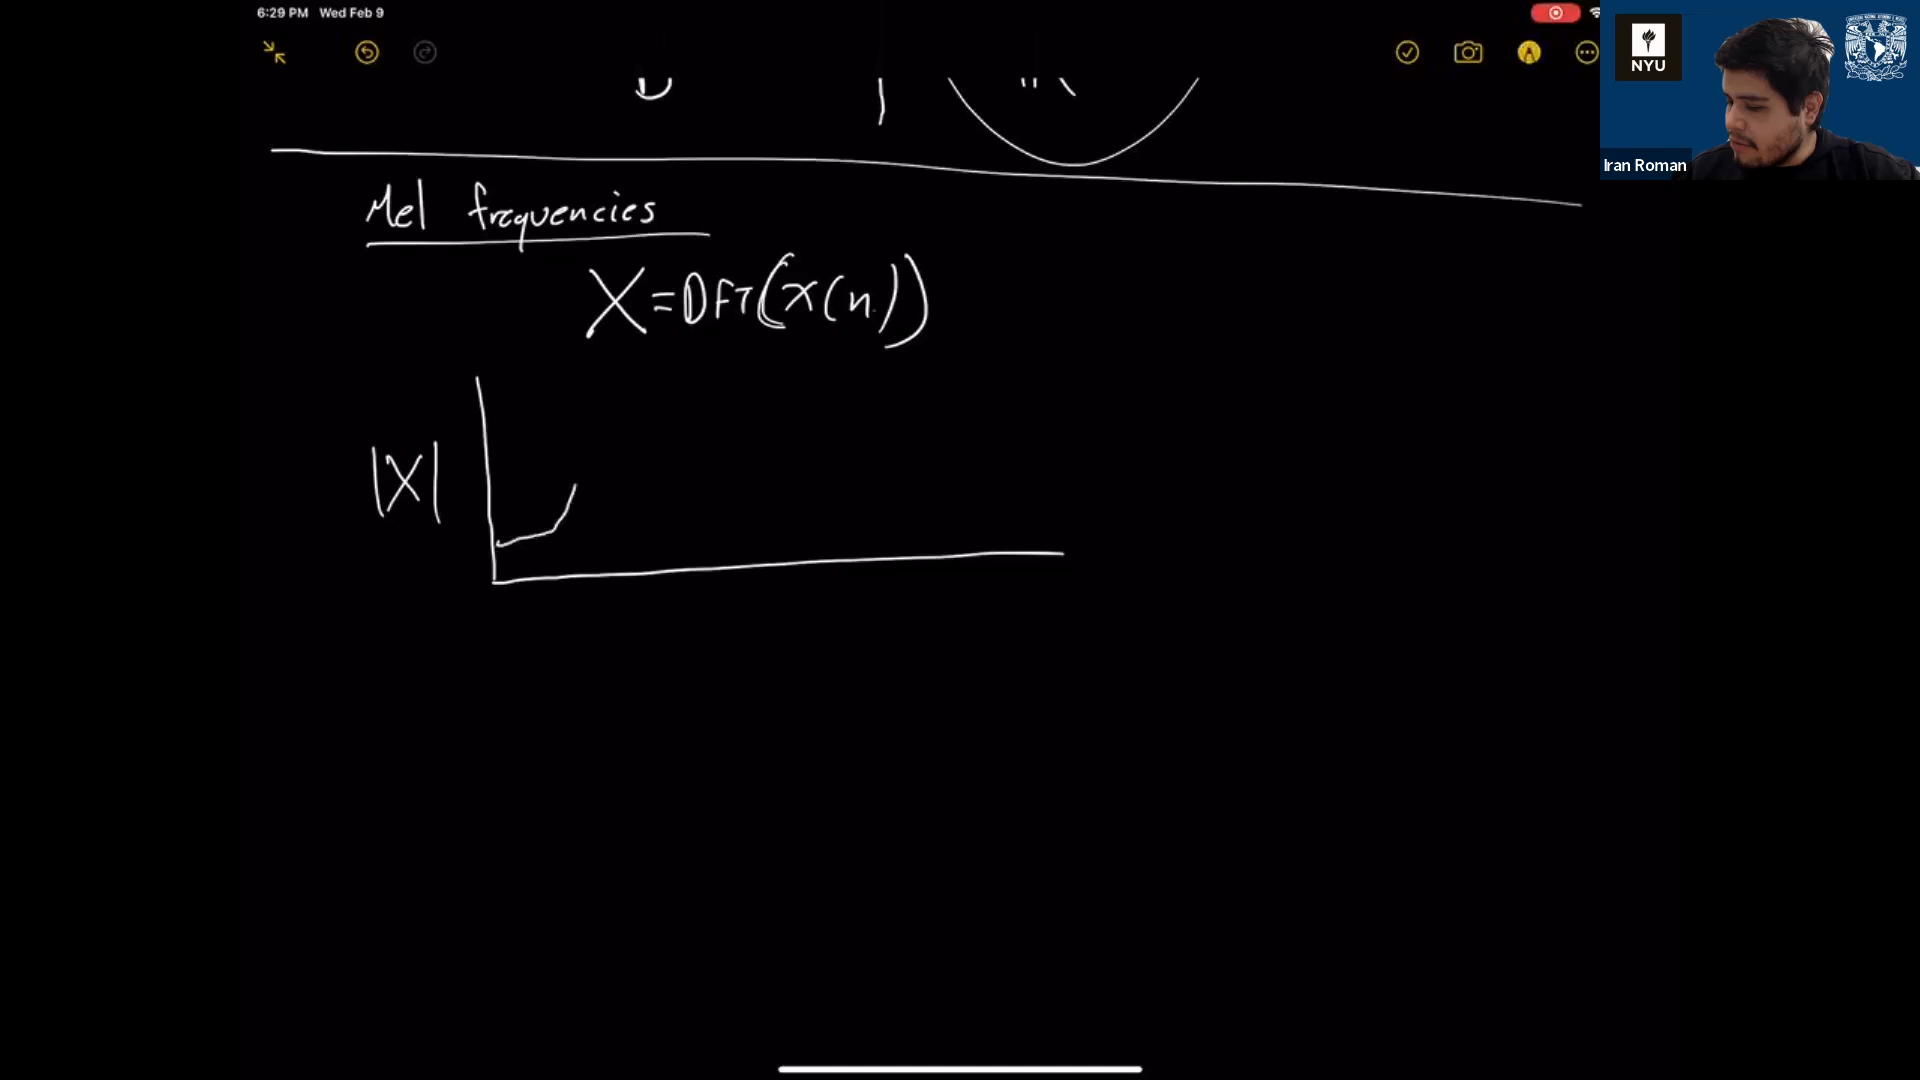 6:29 PM Wed Feb 9
NYU
Iran Roman
Mel frequencies
X=DFT(x(n))
|X|